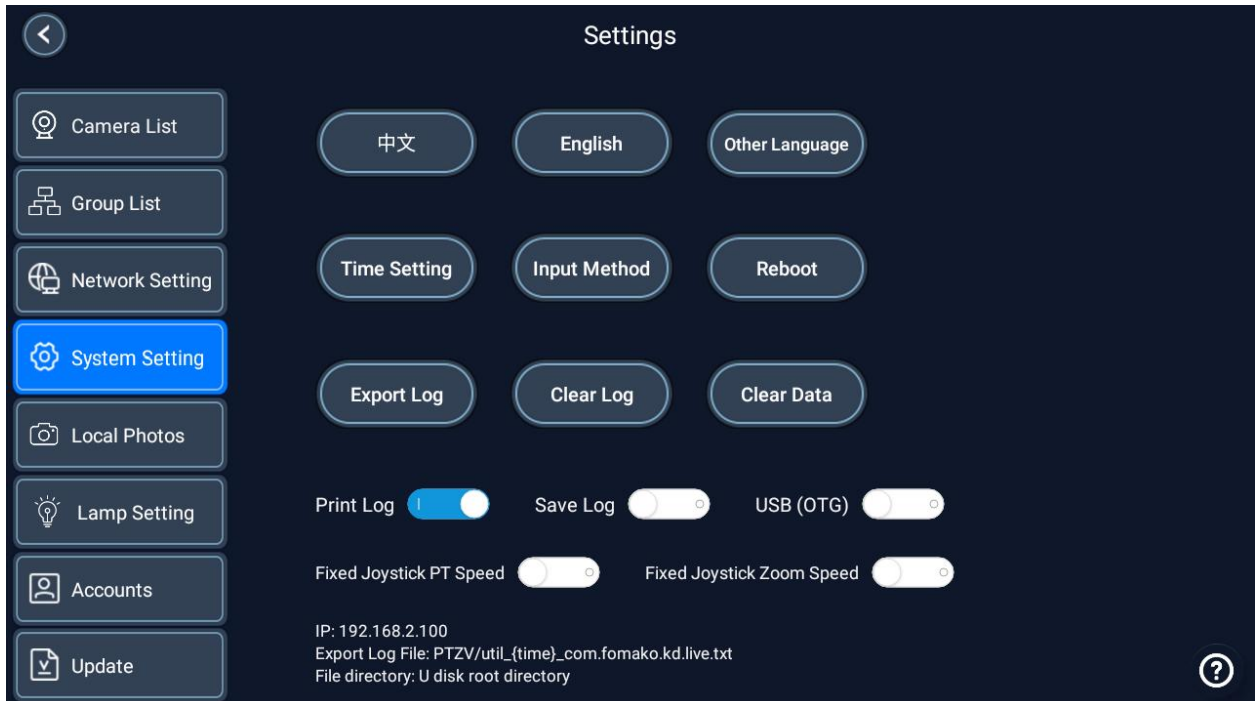 Settings
Camera List
Group List
Network Setting
System Setting
Local Photos
Lamp Setting
Accounts
Update
中文 English Other Language
Time Setting Input Method Reboot
Export Log Clear Log Clear Data
Print Log Save Log USB (OTG)
Fixed Joystick PT Speed Fixed Joystick Zoom Speed
IP: 192.168.2.100
Export Log File: PTZV/util_{time}_com.fomako.kd.live.txt
File directory: U disk root directory